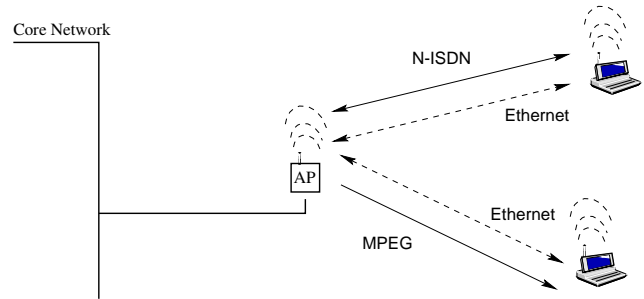 Core Network
N-ISDN
Ethernet
AP
Ethernet
MPEG